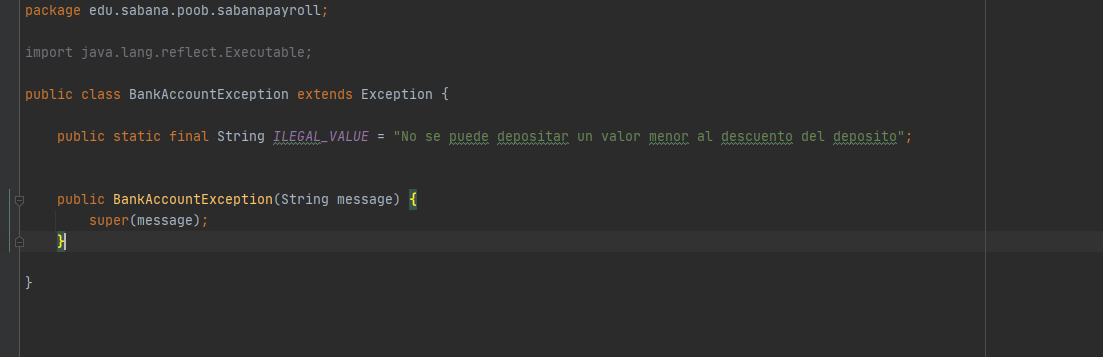 package edu.sabana.poob.sabanapayroll;
import java.lang.reflect.Executable;
public class BankAccountException extends Exception {
public static final String ILEGAL_VALUE = "No se puede depositar un valor menor al descuento del deposito";
public BankAccountException(String message) {
super(message);
}
}